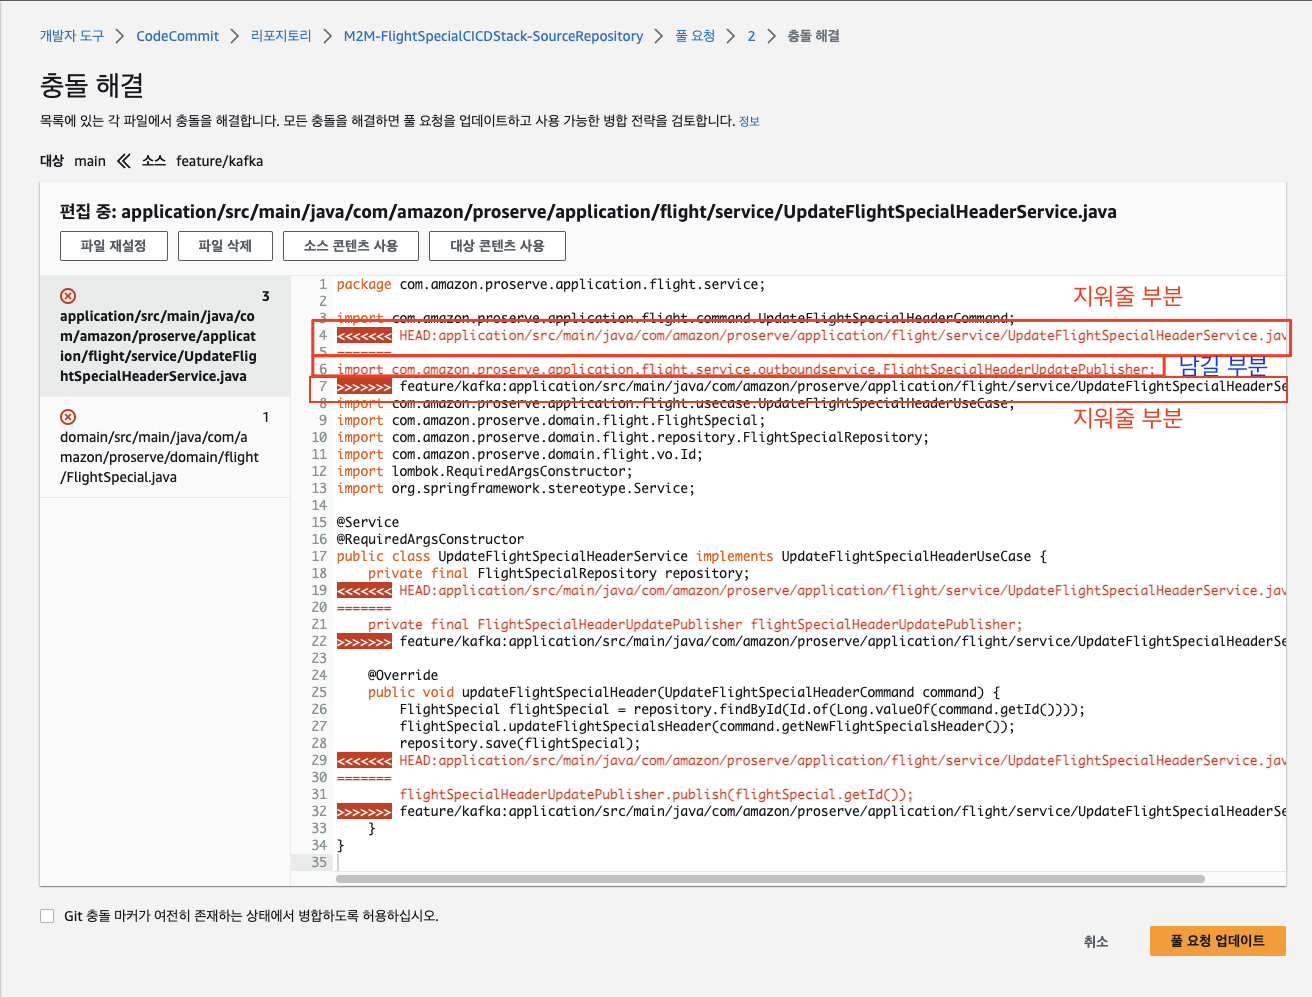 개발자 도구 > CodeCommit > 리포지토리 > M2M-FlightSpecialCICDStack-SourceRepository > 풀 요청 > 2 > 충돌 해결
충돌 해결
목록에 있는 각 파일에서 충돌을 해결합니다. 모든 충돌을 해결하면 풀 요청을 업데이트하고 사용 가능한 병합 전략을 검토합니다. 정보
대상 main 《 소스 feature/kafka
편집 중: application/src/main/java/com/amazon/proserve/application/flight/service/UpdateFlightSpecialHeaderService.java
파일 재설정 파일 삭제 소스 콘텐츠 사용 대상 콘텐츠 사용
3
application/src/main/java/co
m/amazon/proserve/applicat
ion/flight/service/UpdateFlig
htSpecialHeaderService.java
1
domain/src/main/java/com/a
mazon/proserve/domain/flight
/FlightSpecial.java
1 package com.amazon.proserve.application.flight.service;
지워줄 부분
2
3 import com.amazon.proserve.application.flight.command.UpdateFlightSpecialHeaderCommand;
4 <<<<<<< HEAD:application/src/main/java/com/amazon/proserve/application/flight/service/UpdateFlightSpecialHeaderService.jav
5 =======
6 import com.amazon.proserve.application.flight.service.outboundservice.FlightSpecialHeaderUpdatePublisher;
남길 부분
7 >>>>>>> feature/kafka:application/src/main/java/com/amazon/proserve/application/flight/service/UpdateFlightSpecialHeaderSe
8 import com.amazon.proserve.application.flight.usecase.UpdateFlightSpecialHeaderUseCase;
지워줄 부분
9 import com.amazon.proserve.domain.flight.FlightSpecial;
10 import com.amazon.proserve.domain.flight.repository.FlightSpecialRepository;
11 import com.amazon.proserve.domain.flight.vo.Id;
12 import lombok.RequiredArgsConstructor;
13 import org.springframework.stereotype.Service;
14
15 @Service
16 @RequiredArgsConstructor
17 public class UpdateFlightSpecialHeaderService implements UpdateFlightSpecialHeaderUseCase {
18 private final FlightSpecialRepository repository;
19 <<<<<<< HEAD:application/src/main/java/com/amazon/proserve/application/flight/service/UpdateFlightSpecialHeaderService.jav
20 =======
21 private final FlightSpecialHeaderUpdatePublisher flightSpecialHeaderUpdatePublisher;
22 >>>>>>> feature/kafka:application/src/main/java/com/amazon/proserve/application/flight/service/UpdateFlightSpecialHeaderSe
23
24 @Override
25 public void updateFlightSpecialHeader(UpdateFlightSpecialHeaderCommand command) {
26 FlightSpecial flightSpecial = repository.findById(Id.of(Long.valueOf(command.getId())));
27 flightSpecial.updateFlightSpecialsHeader(command.getNewFlightSpecialsHeader());
28 repository.save(flightSpecial);
29 <<<<<<< HEAD:application/src/main/java/com/amazon/proserve/application/flight/service/UpdateFlightSpecialHeaderService.jav
30 =======
31 flightSpecialHeaderUpdatePublisher.publish(flightSpecial.getId());
32 >>>>>>> feature/kafka:application/src/main/java/com/amazon/proserve/application/flight/service/UpdateFlightSpecialHeaderSe
33 }
34 }
35
Git 충돌 마커가 여전히 존재하는 상태에서 병합하도록 허용하십시오.
취소 풀 요청 업데이트